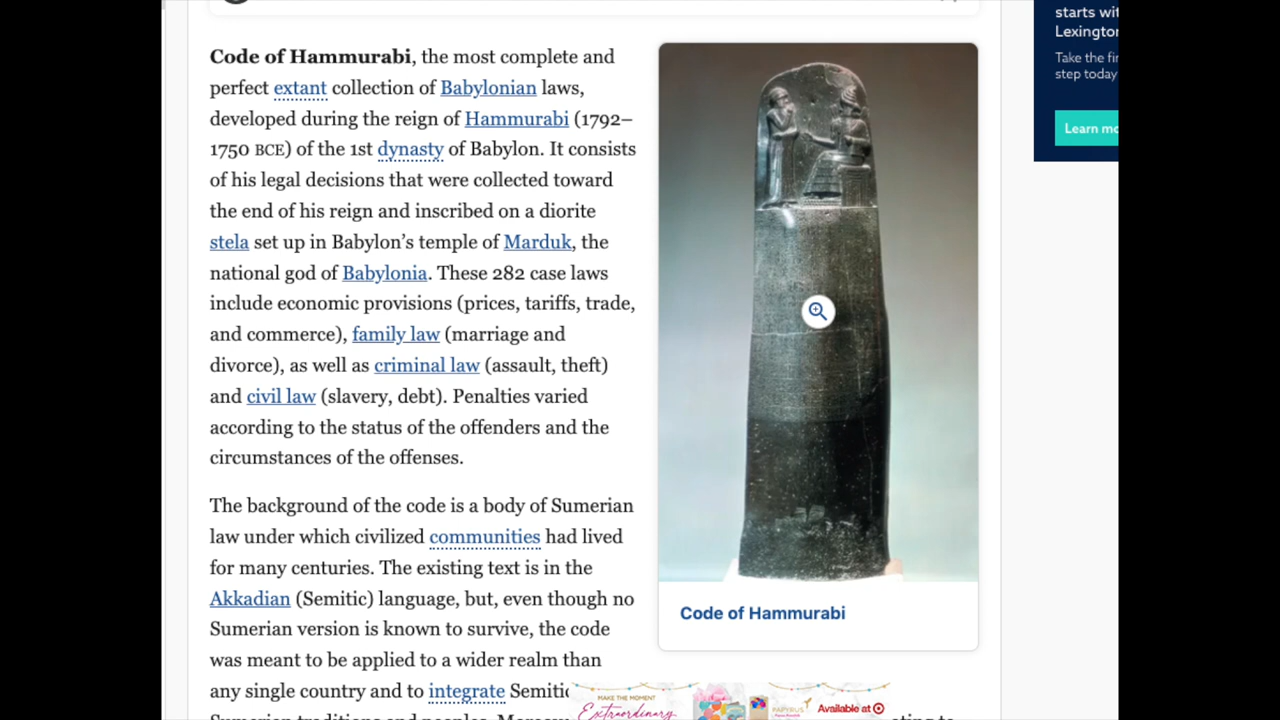 starts wit
Lexington
Take the fir
step today
Learn mo
Code of Hammurabi, the most complete and
perfect extant collection of Babylonian laws,
developed during the reign of Hammurabi (1792–
1750 BCE) of the 1st dynasty of Babylon. It consists
of his legal decisions that were collected toward
the end of his reign and inscribed on a diorite
stela set up in Babylon’s temple of Marduk, the
national god of Babylonia. These 282 case laws
include economic provisions (prices, tariffs, trade,
and commerce), family law (marriage and
divorce), as well as criminal law (assault, theft)
and civil law (slavery, debt). Penalties varied
according to the status of the offenders and the
circumstances of the offenses.
The background of the code is a body of Sumerian
law under which civilized communities had lived
for many centuries. The existing text is in the
Akkadian (Semitic) language, but, even though no
Sumerian version is known to survive, the code
was meant to be applied to a wider realm than
any single country and to integrate Semitic
Code of Hammurabi
MAKE THE MOMENT
Extraordinary
PAPYRUS
Available at